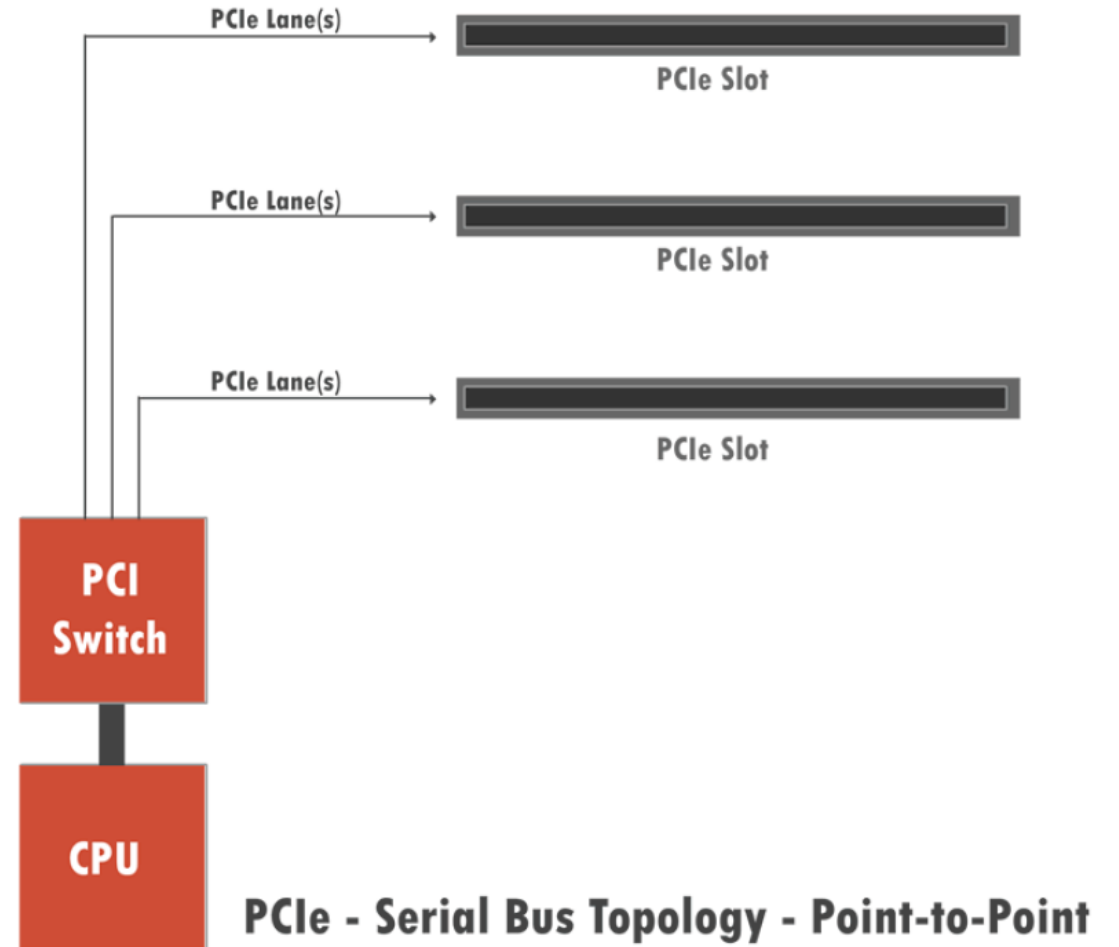 PCIe Lane(s)
PCIe Slot
PCIe Lane(s)
PCIe Slot
PCIe Lane(s)
PCIe Slot
PCI
Switch
CPU
PCIe - Serial Bus Topology - Point-to-Point